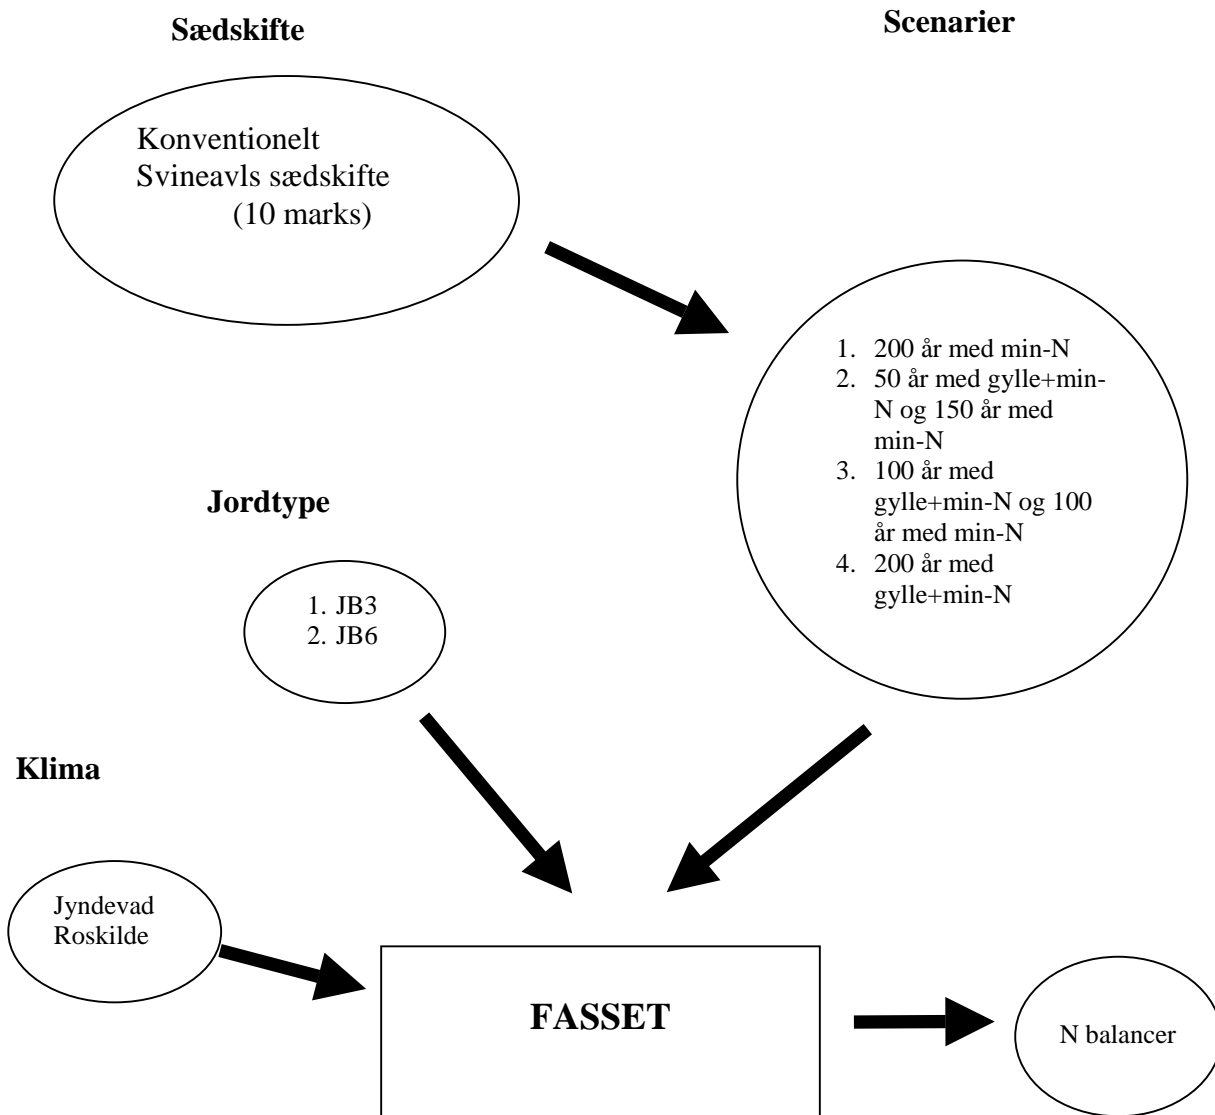 Sædskifte
Scenarier
Konventionelt
Svineavls sædskifte
(10 marks)
1. 200 år med min-N
2. 50 år med gylle+min-
N og 150 år med
min-N
3. 100 år med
gylle+min-N og 100
år med min-N
4. 200 år med
gylle+min-N
Jordtype
1. JB3
2. JB6
Klima
Jyndevad
Roskilde
FASSET
N balancer